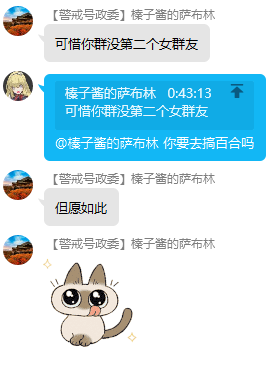 【警戒号政委】榛子酱的萨布林
可惜你群没第二个女群友
榛子酱的萨布林 0:43:13
可惜你群没第二个女群友
@榛子酱的萨布林 你要去搞百合吗
【警戒号政委】榛子酱的萨布林
但愿如此
【警戒号政委】榛子酱的萨布林